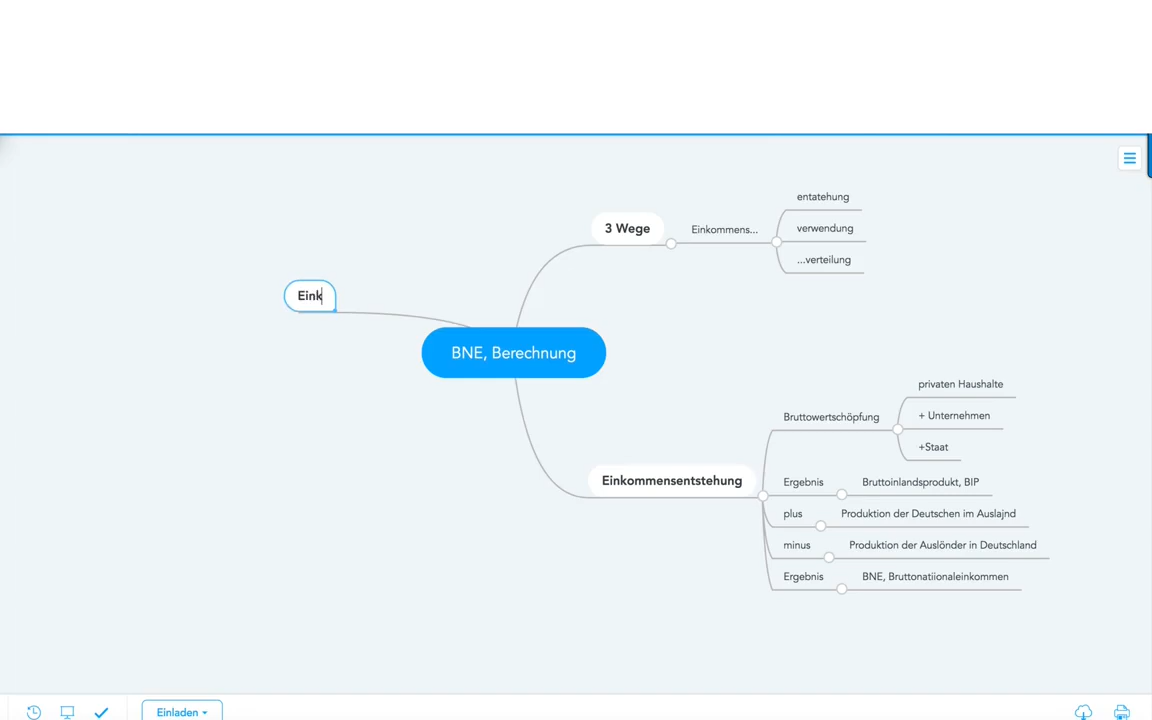 entatehung
3 Wege
Einkommens...
verwendung
...verteilung
Eink
BNE, Berechnung
privaten Haushalte
Bruttowertschöpfung
+ Unternehmen
+Staat
Einkommensentstehung
Ergebnis
Bruttoinlandsprodukt, BIP
plus
Produktion der Deutschen im Auslajnd
minus
Produktion der Auslönder in Deutschland
Ergebnis
BNE, Bruttonatiionaleinkommen
Einladen